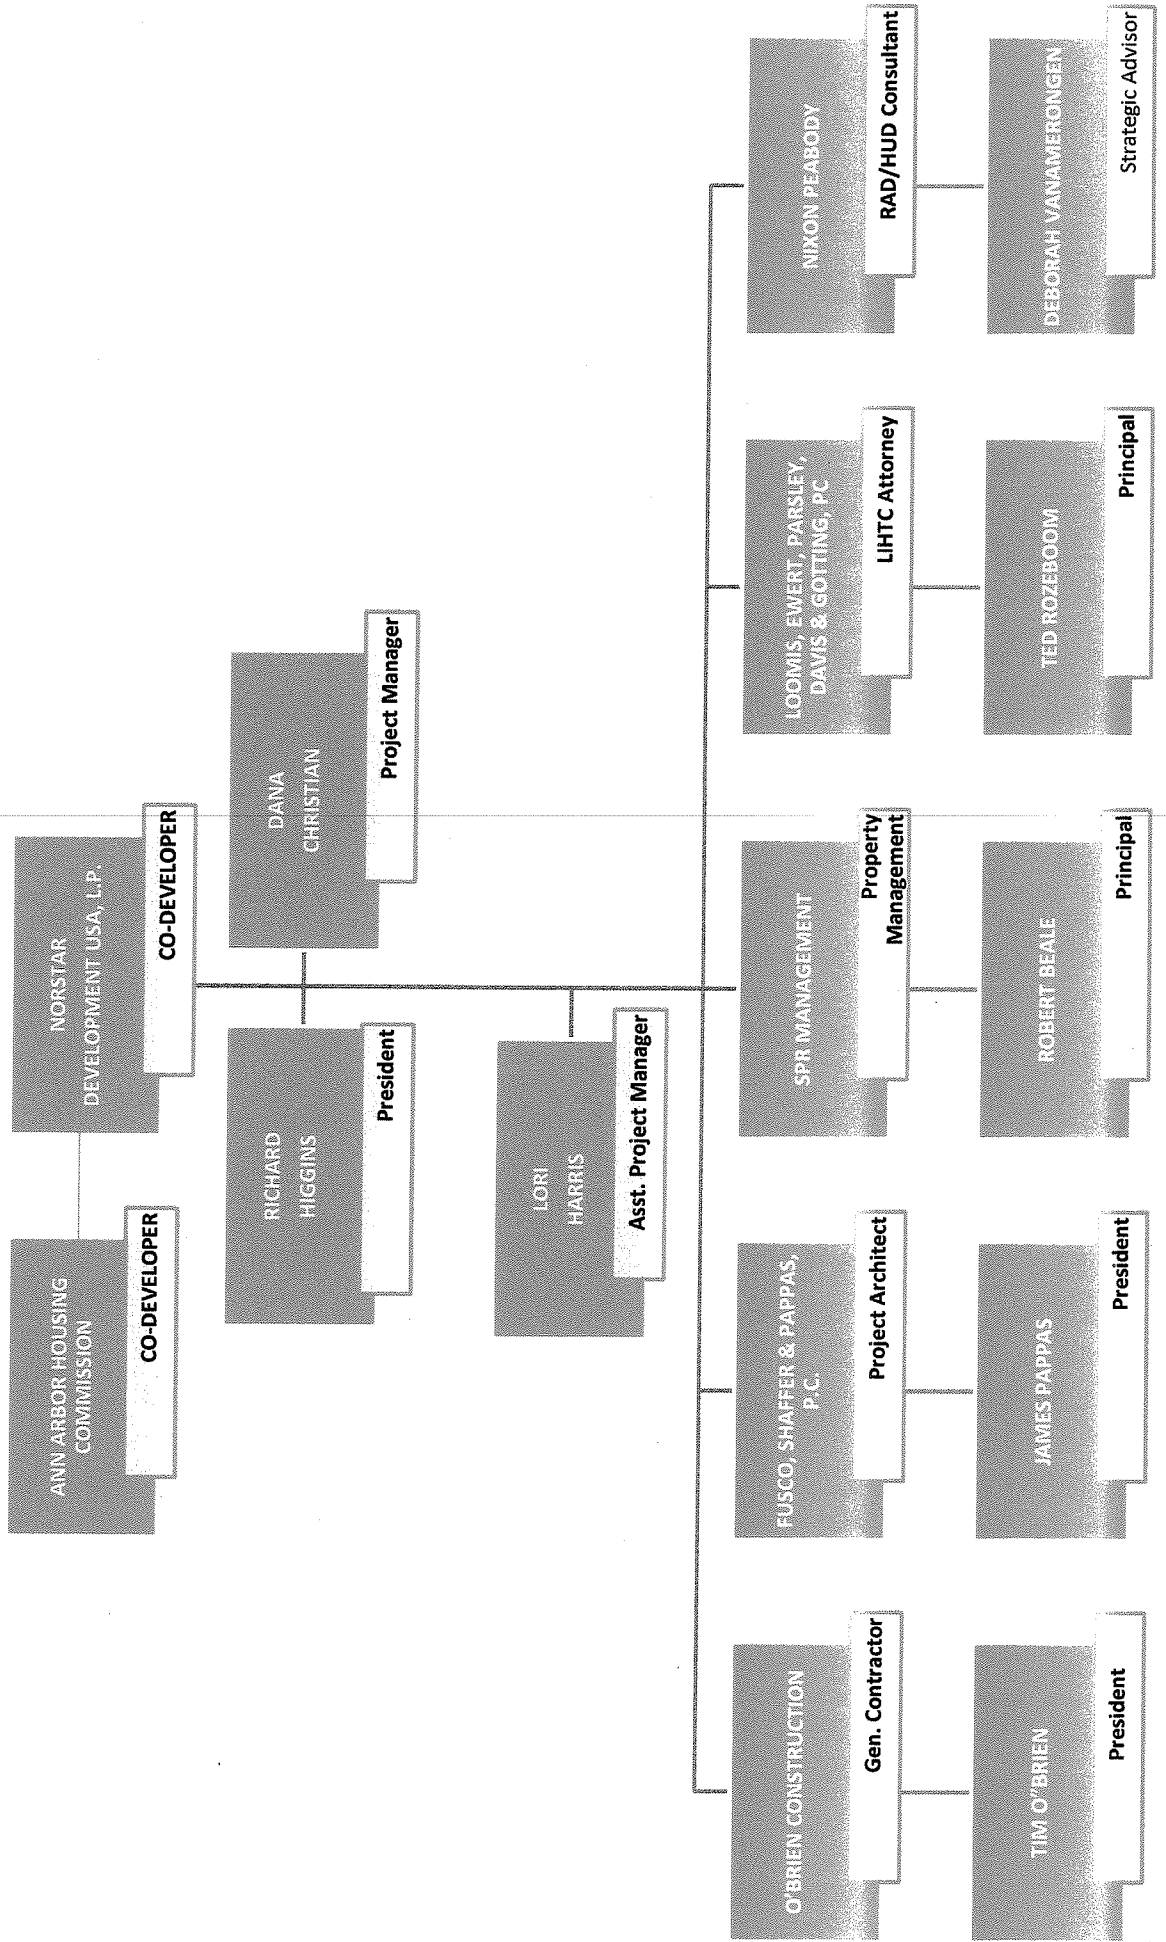 ANN ARBOR HOUSING
COMMISSION
CO-DEVELOPER
NORSTAR
DEVELOPMENT USA, L.P.
CO-DEVELOPER
RICHARD
HIGGINS
President
DANA
CHRISTIAN
Project Manager
LORI
HARRIS
Asst. Project Manager
O'BRIEN CONSTRUCTION
Gen. Contractor
FUSCO, SHAFFER & PAPPAS,
P.C.
Project Architect
SPR MANAGEMENT
Property
Management
LOOMIS, EWERT, PARSLEY,
DAVIS & GOTTING, PC
LIHTC Attorney
NIXON PEABODY
RAD/HUD Consultant
TIM O"BRIEN
President
JAMES PAPPAS
President
ROBERT BEALE
Principal
TED ROZEBOOM
Principal
DEBORAH VANAMERONGEN
Strategic Advisor